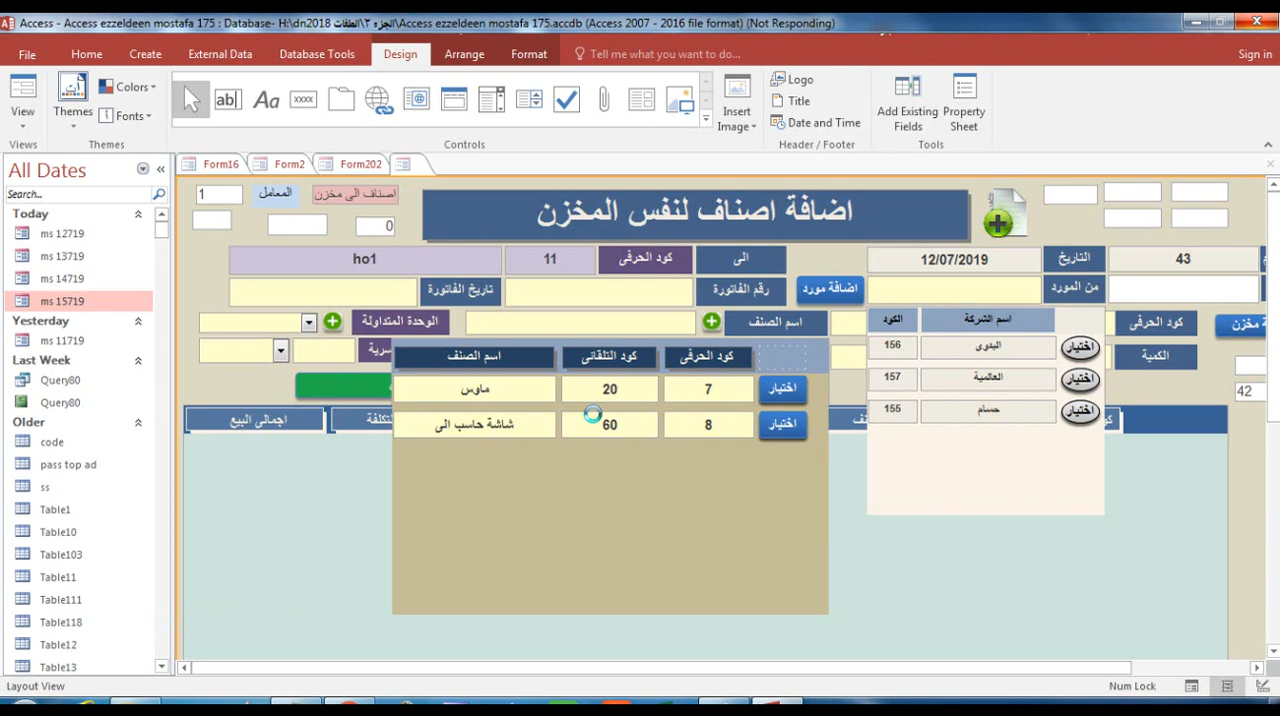 Access - Access ezzeldeen mostafa 175 : Database- H:\dn2018 الجزء ٢\الطلقات\Access ezzeldeen mostafa 175.accdb (Access 2007 - 2016 file format) (Not Responding)
File Home Create External Data Database Tools Design Arrange Format Tell me what you want to do... Sign in
View Themes Colors Fonts ab| Aa xxxx Insert Image Logo Title Date and Time Add Existing Fields Property Sheet
Views Themes Controls Header / Footer Tools
All Dates
Search...
Today
ms 12719
ms 13719
ms 14719
ms 15719
Yesterday
ms 11719
Last Week
Query80
Query80
Older
code
pass top ad
ss
Table1
Table10
Table103
Table11
Table111
Table118
Table12
Table13
Form16 Form2 Form202
اضافة اصناف لنفس المخزن
اصناف الى مخزن المعامل 1
0
43 التاريخ 12/07/2019 الى كود الحرفى 11 ho1
من المورد اضافة مورد رقم الفاتورة تاريخ الفاتورة
مخزن كود الحرفى اسم الصنف الوحدة المتداولة
الكمية
42
اسم الشركة الكود
اختيار البدوى 156
اختيار العالمية 157
اختيار حسام 155
كود الحرفى كود التلقائى اسم الصنف
اختيار 7 20 ماوس
اختيار 8 60 شاشة حاسب الى
اجمالى البيع
Layout View Num Lock